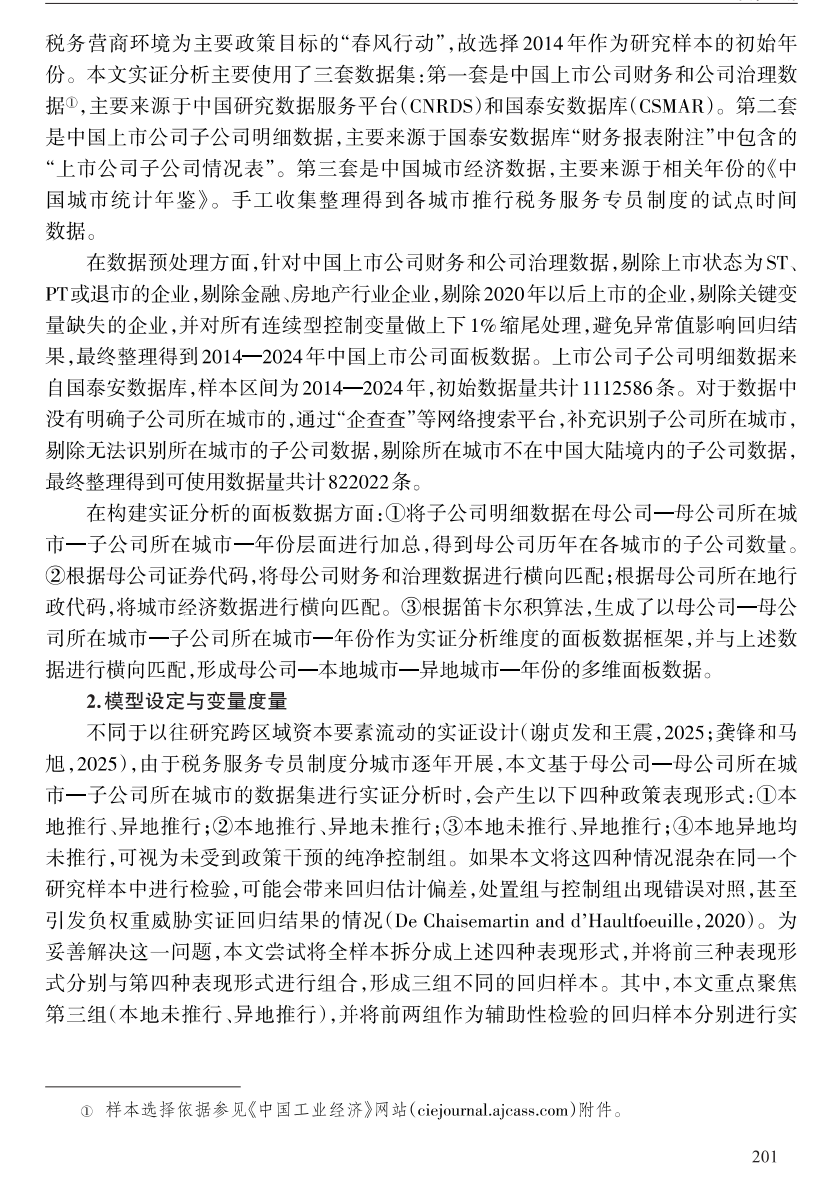 税务营商环境为主要政策目标的“春风行动”,故选择2014年作为研究样本的初始年
份。本文实证分析主要使用了三套数据集:第一套是中国上市公司财务和公司治理数
据①,主要来源于中国研究数据服务平台(CNRDS)和国泰安数据库(CSMAR)。第二套
是中国上市公司子公司明细数据,主要来源于国泰安数据库“财务报表附注”中包含的
“上市公司子公司情况表”。第三套是中国城市经济数据,主要来源于相关年份的《中
国城市统计年鉴》。手工收集整理得到各城市推行税务服务专员制度的试点时间
数据。
在数据预处理方面,针对中国上市公司财务和公司治理数据,剔除上市状态为ST、
PT或退市的企业,剔除金融、房地产行业企业,剔除2020年以后上市的企业,剔除关键变
量缺失的企业,并对所有连续型控制变量做上下1%缩尾处理,避免异常值影响回归结
果,最终整理得到2014—2024年中国上市公司面板数据。上市公司子公司明细数据来
自国泰安数据库,样本区间为2014—2024年,初始数据量共计1112586条。对于数据中
没有明确子公司所在城市的,通过“企查查”等网络搜索平台,补充识别子公司所在城市,
剔除无法识别所在城市的子公司数据,剔除所在城市不在中国大陆境内的子公司数据,
最终整理得到可使用数据量共计822022条。
在构建实证分析的面板数据方面:①将子公司明细数据在母公司—母公司所在城
市—子公司所在城市—年份层面进行加总,得到母公司历年在各城市的子公司数量。
②根据母公司证券代码,将母公司财务和治理数据进行横向匹配;根据母公司所在地行
政代码,将城市经济数据进行横向匹配。③根据笛卡尔积算法,生成了以母公司—母公
司所在城市—子公司所在城市—年份作为实证分析维度的面板数据框架,并与上述数
据进行横向匹配,形成母公司—本地城市—异地城市—年份的多维面板数据。
2.模型设定与变量度量
不同于以往研究跨区域资本要素流动的实证设计(谢贞发和王震,2025;龚锋和马
旭,2025),由于税务服务专员制度分城市逐年开展,本文基于母公司—母公司所在城
市—子公司所在城市的数据集进行实证分析时,会产生以下四种政策表现形式:①本
地推行、异地推行;②本地推行、异地未推行;③本地未推行、异地推行;④本地异地均
未推行,可视为未受到政策干预的纯净控制组。如果本文将这四种情况混杂在同一个
研究样本中进行检验,可能会带来回归估计偏差,处置组与控制组出现错误对照,甚至
引发负权重威胁实证回归结果的情况(De Chaisemartin and d’Haultfoeuille,2020)。为
妥善解决这一问题,本文尝试将全样本拆分成上述四种表现形式,并将前三种表现形
式分别与第四种表现形式进行组合,形成三组不同的回归样本。其中,本文重点聚焦
第三组(本地未推行、异地推行),并将前两组作为辅助性检验的回归样本分别进行实
① 样本选择依据参见《中国工业经济》网站(ciejournal.ajcass.com)附件。
201